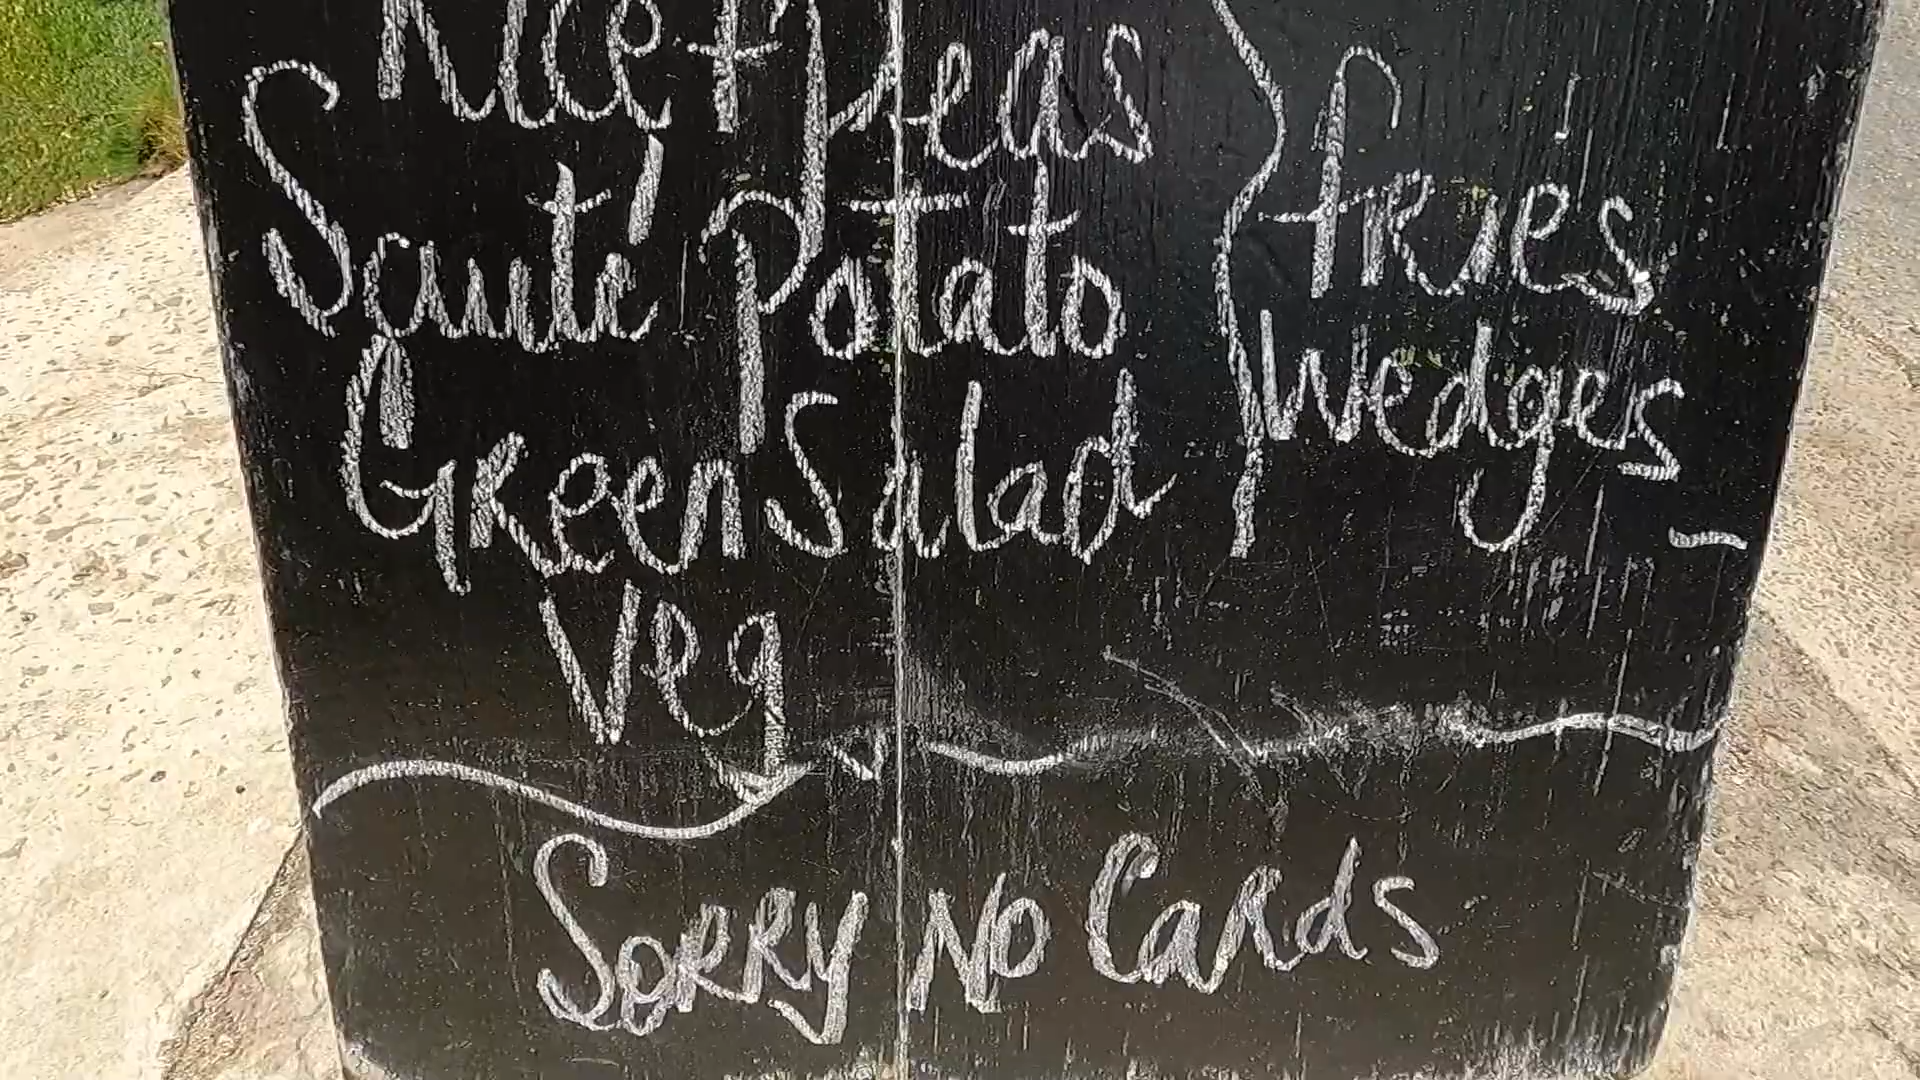 Rice + Peas
Sauté Potato
Green Salad
Veg
fries
Wedges
Sorry No Cards